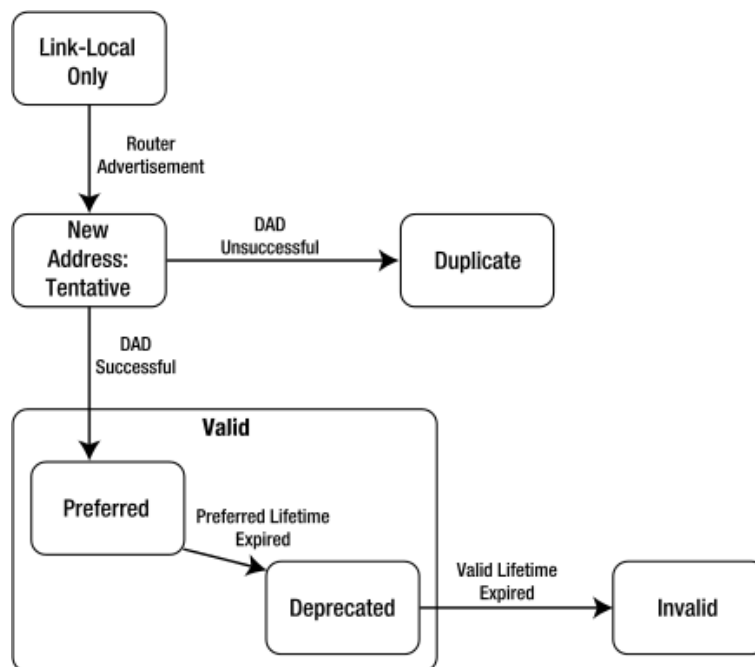 Link-Local
Only
Router
Advertisement
New
Address:
Tentative
DAD
Unsuccessful
Duplicate
DAD
Successful
Valid
Preferred
Preferred Lifetime
Expired
Deprecated
Valid Lifetime
Expired
Invalid